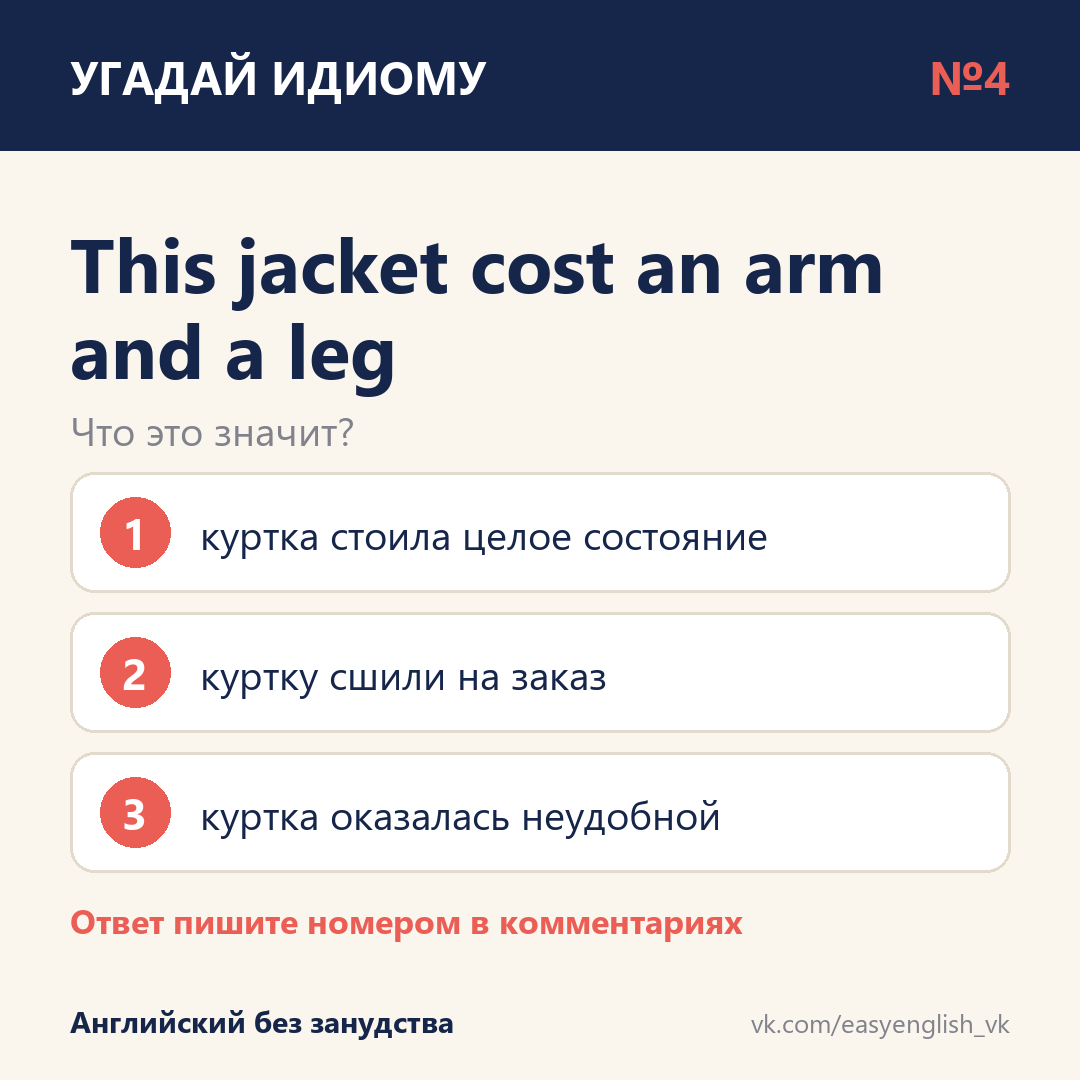 УГАДАЙ ИДИОМУ
№4
This jacket cost an arm
and a leg
Что это значит?
1 куртка стоила целое состояние
2 куртку сшили на заказ
3 куртка оказалась неудобной
Ответ пишите номером в комментариях
Английский без занудства
vk.com/easyenglish_vk